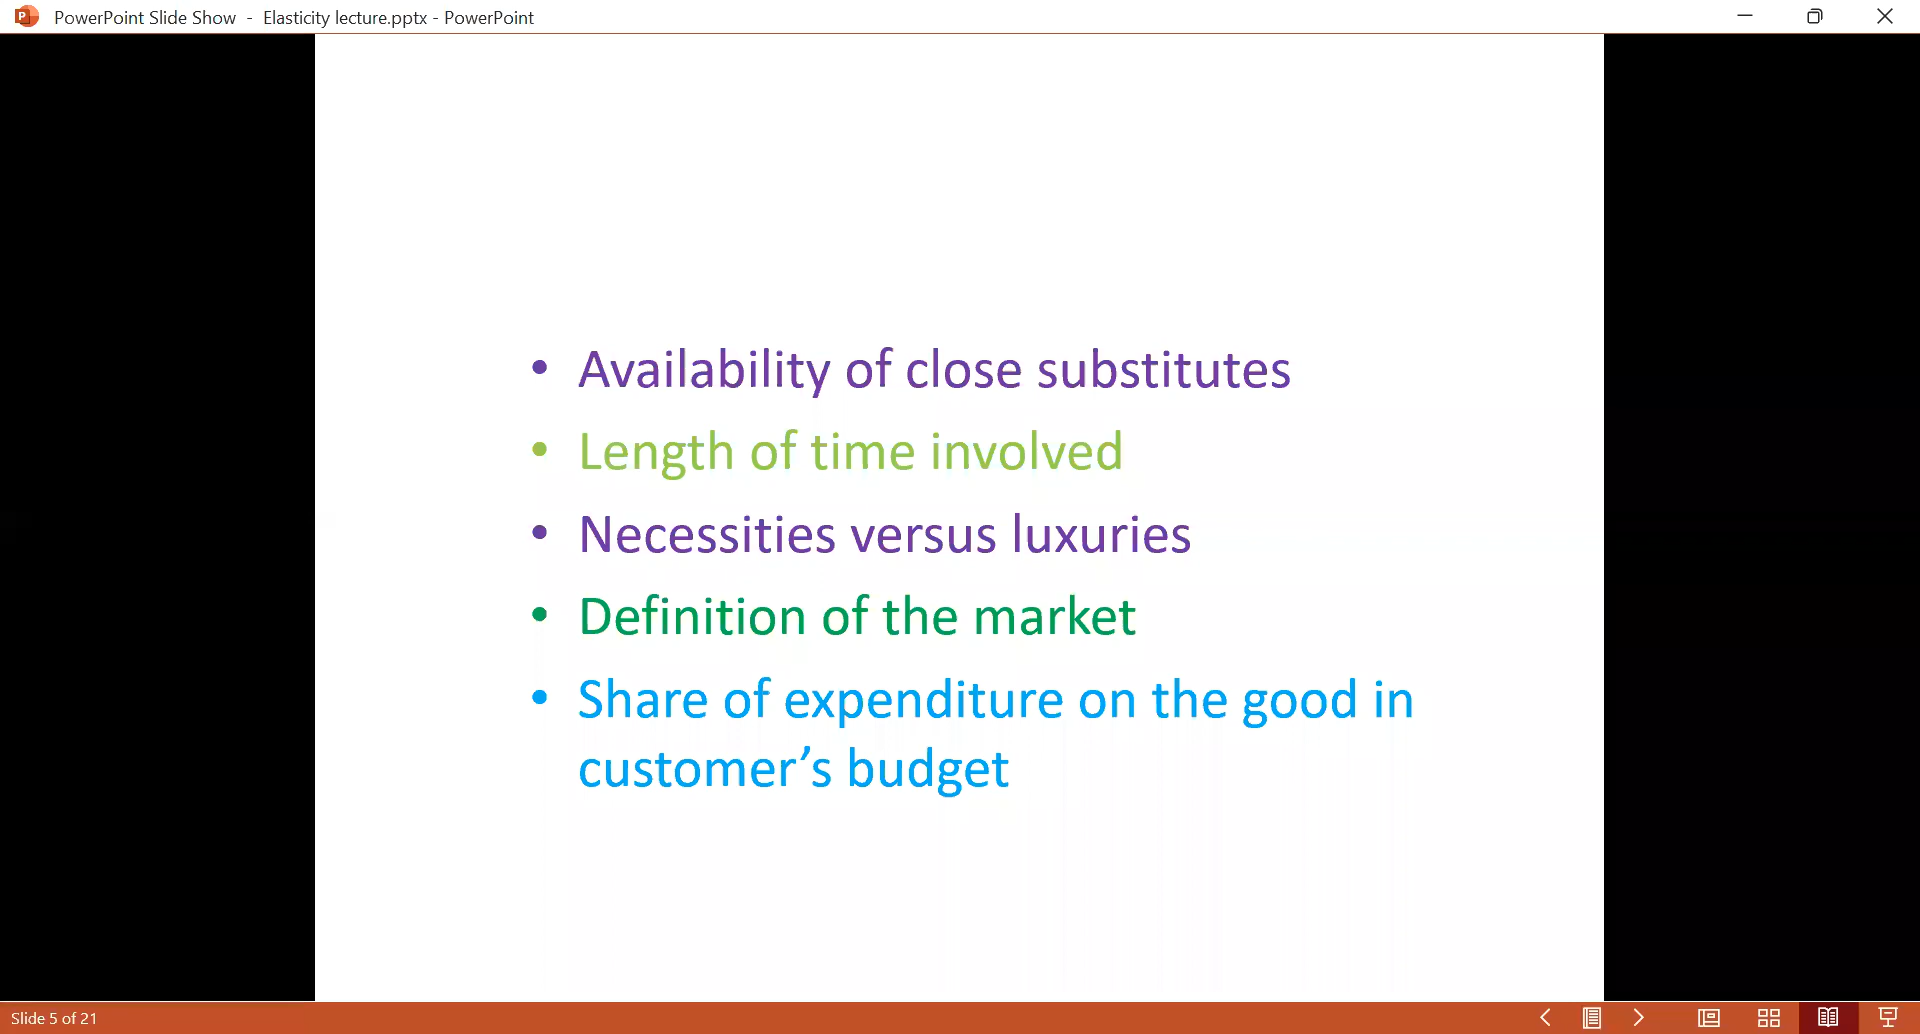 PowerPoint Slide Show - Elasticity lecture.pptx - PowerPoint
• Availability of close substitutes
• Length of time involved
• Necessities versus luxuries
• Definition of the market
• Share of expenditure on the good in
customer’s budget
Slide 5 of 21